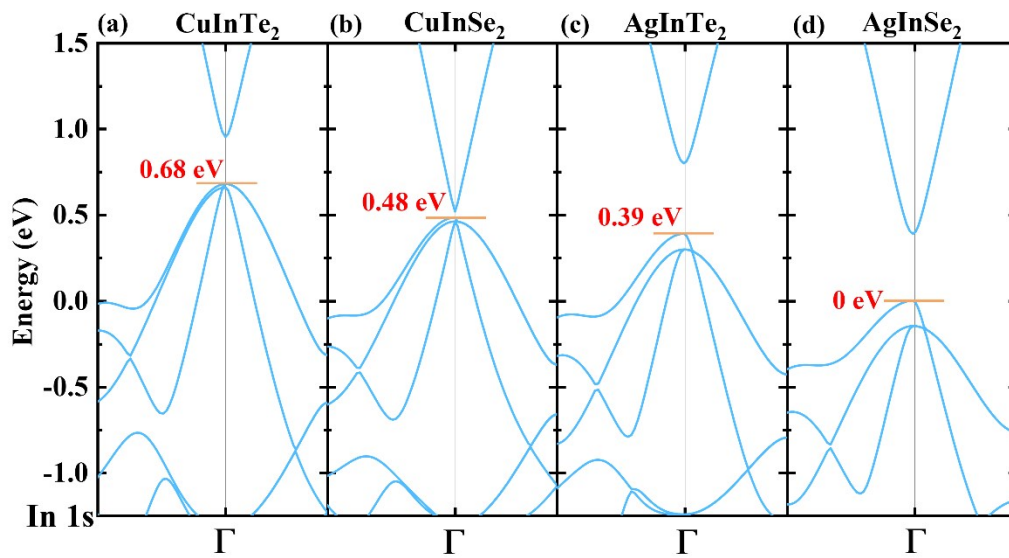 (a) CuInTe₂ (b) CuInSe₂ (c) AgInTe₂ (d) AgInSe₂
1.5
1.0
0.68 eV
0.5
0.48 eV
0.39 eV
Energy (eV)
0.0
0 eV
-0.5
-1.0
In 1s
Γ Γ Γ Γ